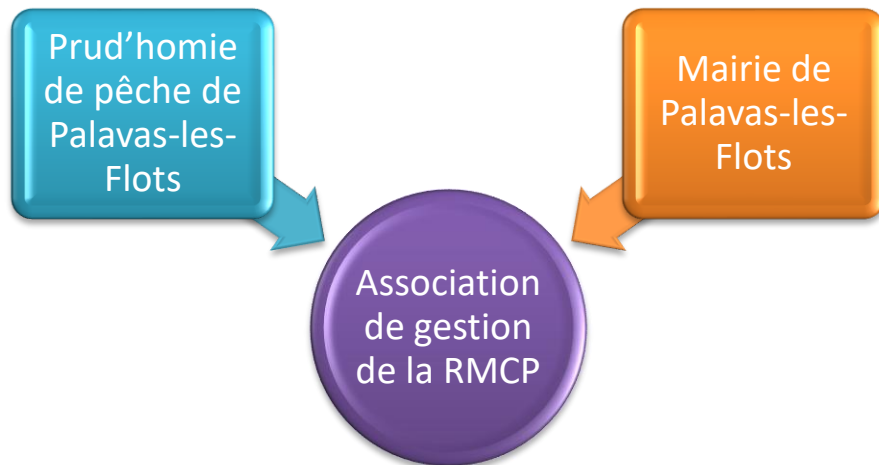 Prud’homie
de pêche de
Palavas-les-
Flots
Mairie de
Palavas-les-
Flots
Association
de gestion
de la RMCP